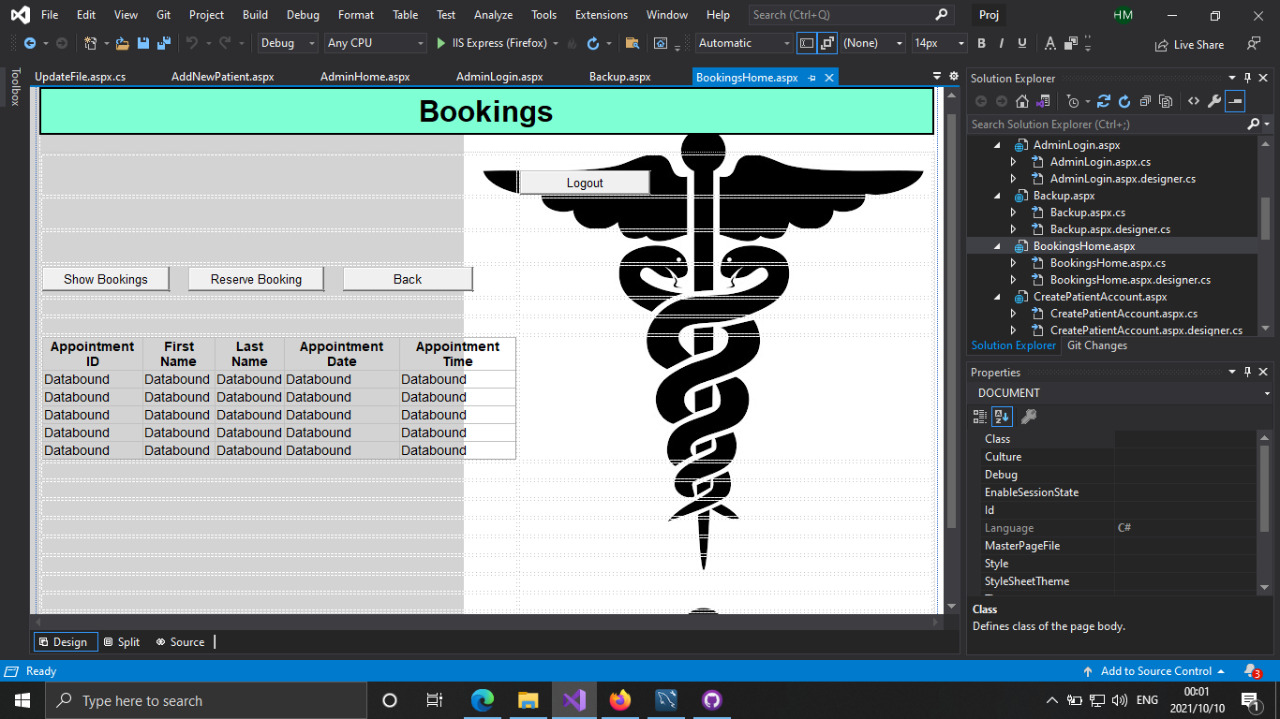 File Edit View Git Project Build Debug Format Table Test Analyze Tools Extensions Window Help Search (Ctrl+Q) Proj HM
Debug Any CPU IIS Express (Firefox) Automatic (None) 14px B I U A Live Share
Toolbox
UpdateFile.aspx.cs AddNewPatient.aspx AdminHome.aspx AdminLogin.aspx Backup.aspx BookingsHome.aspx
Bookings
Logout
Show Bookings Reserve Booking Back
Appointment First Last Appointment Appointment
ID Name Name Date Time
Databound Databound Databound Databound Databound
Databound Databound Databound Databound Databound
Databound Databound Databound Databound Databound
Databound Databound Databound Databound Databound
Databound Databound Databound Databound Databound
Design Split Source
Solution Explorer
Search Solution Explorer (Ctrl+;)
AdminLogin.aspx
AdminLogin.aspx.cs
AdminLogin.aspx.designer.cs
Backup.aspx
Backup.aspx.cs
Backup.aspx.designer.cs
BookingsHome.aspx
BookingsHome.aspx.cs
BookingsHome.aspx.designer.cs
CreatePatientAccount.aspx
CreatePatientAccount.aspx.cs
CreatePatientAccount.aspx.designer.cs
Solution Explorer Git Changes
Properties
DOCUMENT
Class
Culture
Debug
EnableSessionState
Id
Language C#
MasterPageFile
Style
StyleSheetTheme
Class
Defines class of the page body.
Ready Add to Source Control 3
Type here to search ENG 00:01
2021/10/10 1